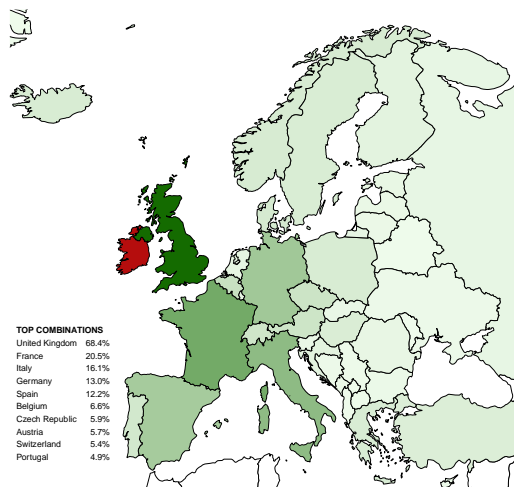 TOP COMBINATIONS
United Kingdom 68.4%
France 20.5%
Italy 16.1%
Germany 13.0%
Spain 12.2%
Belgium 6.6%
Czech Republic 5.9%
Austria 5.7%
Switzerland 5.4%
Portugal 4.9%